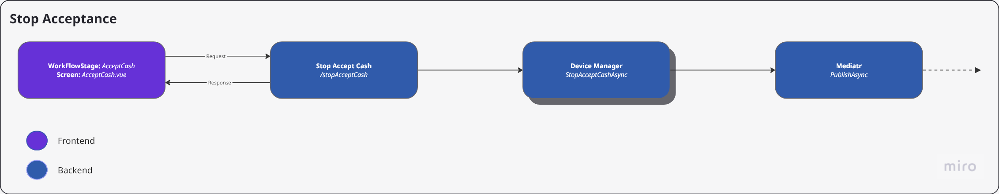 Stop Acceptance
WorkFlowStage: AcceptCash
Screen: AcceptCash.vue
Request
Response
Stop Accept Cash
/stopAcceptCash
Device Manager
StopAcceptCashAsync
Mediatr
PublishAsync
Frontend
Backend
miro